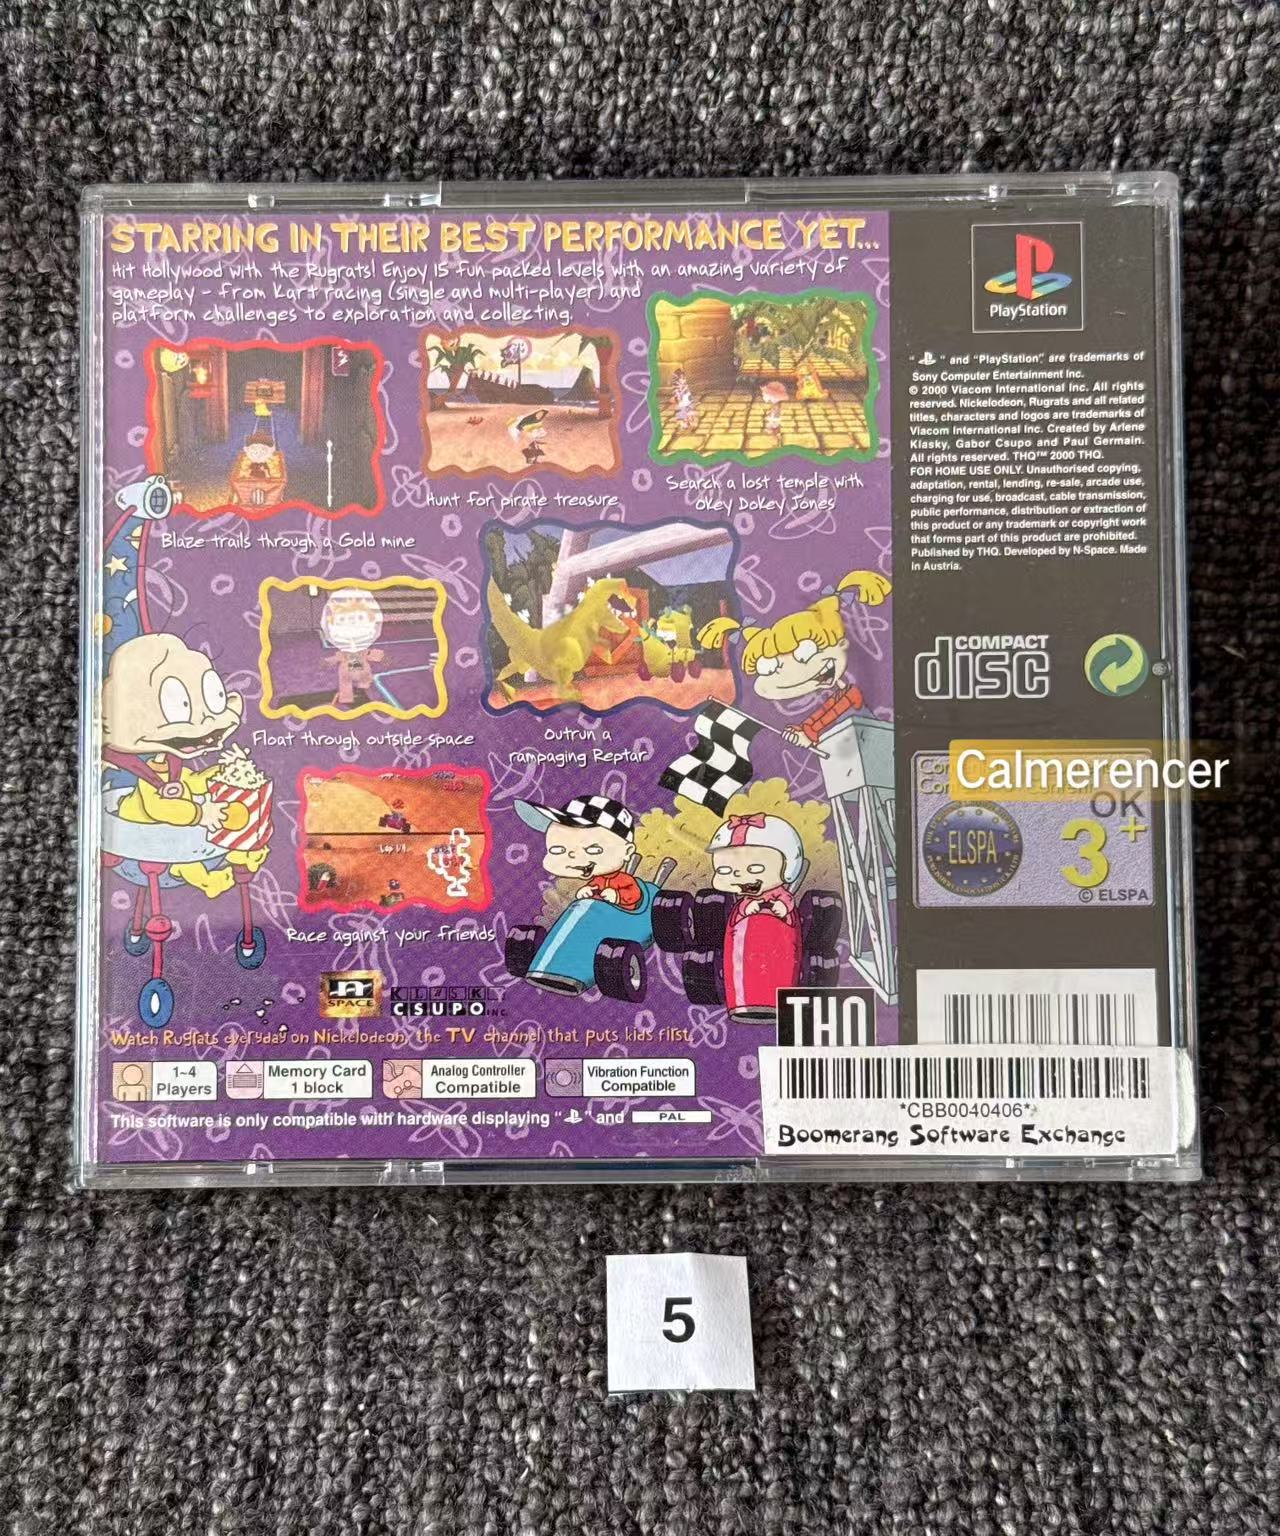 STARRING IN THEIR BEST PERFORMANCE YET...
Hit Hollywood with the Rugrats! Enjoy 15 fun-packed levels with an amazing variety of
gameplay - from Kart racing (single and multi-player) and
platform challenges to exploration and collecting.
Blaze trails through a Gold mine
Hunt for pirate treasure
Search a lost temple with
Okey Dokey Jones
Float through outside space
Outrun a
rampaging Reptar
Lap 1/4
Race against your friends
n
SPACE
KLASKY
CSUPO INC.
Watch Rugrats everyday on Nickelodeon, the TV channel that puts kids first.
1~4
Players
Memory Card
1 block
Analog Controller
Compatible
Vibration Function
Compatible
This software is only compatible with hardware displaying " " and PAL
PlayStation
" " and "PlayStation" are trademarks of
Sony Computer Entertainment Inc.
© 2000 Viacom International Inc. All rights
reserved. Nickelodeon, Rugrats and all related
titles, characters and logos are trademarks of
Viacom International Inc. Created by Arlene
Klasky, Gabor Csupo and Paul Germain.
All rights reserved. THQ™ 2000 THQ.
FOR HOME USE ONLY. Unauthorised copying,
adaptation, rental, lending, re-sale, arcade use,
charging for use, broadcast, cable transmission,
public performance, distribution or extraction of
this product or any trademark or copyright work
that forms part of this product are prohibited.
Published by THQ. Developed by N-Space. Made
in Austria.
COMPACT
disc
Calmerencer
OK
ELSPA
3+
© ELSPA
THQ
*CBB0040406*
Boomerang Software Exchange
5